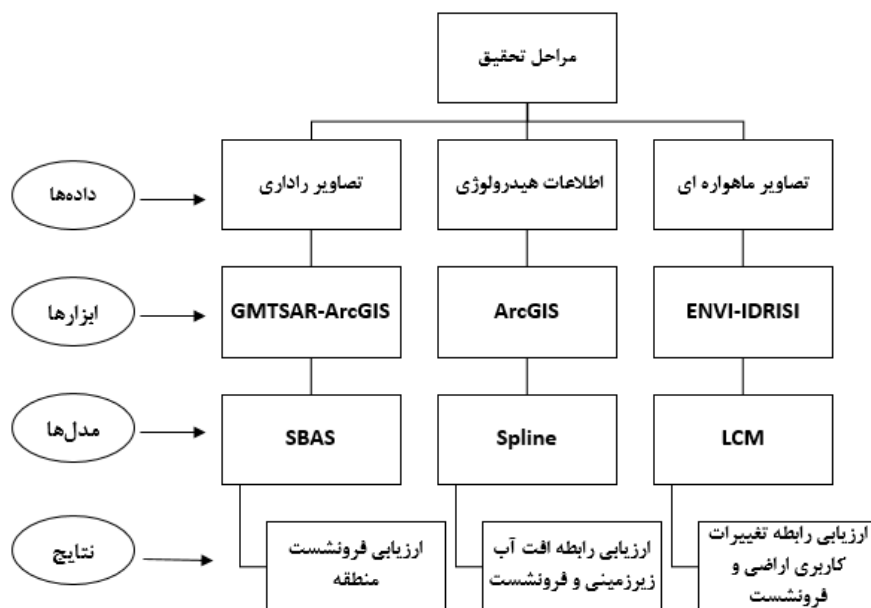 مراحل تحقیق
داده‌ها
تصاویر ماهواره ای
اطلاعات هیدرولوژی
تصاویر راداری
ابزارها
ENVI-IDRISI
ArcGIS
GMTSAR-ArcGIS
مدل‌ها
LCM
Spline
SBAS
نتایج
ارزیابی رابطه تغییرات
کاربری اراضی و
فرونشست
ارزیابی رابطه افت آب
زیرزمینی و فرونشست
ارزیابی فرونشست
منطقه